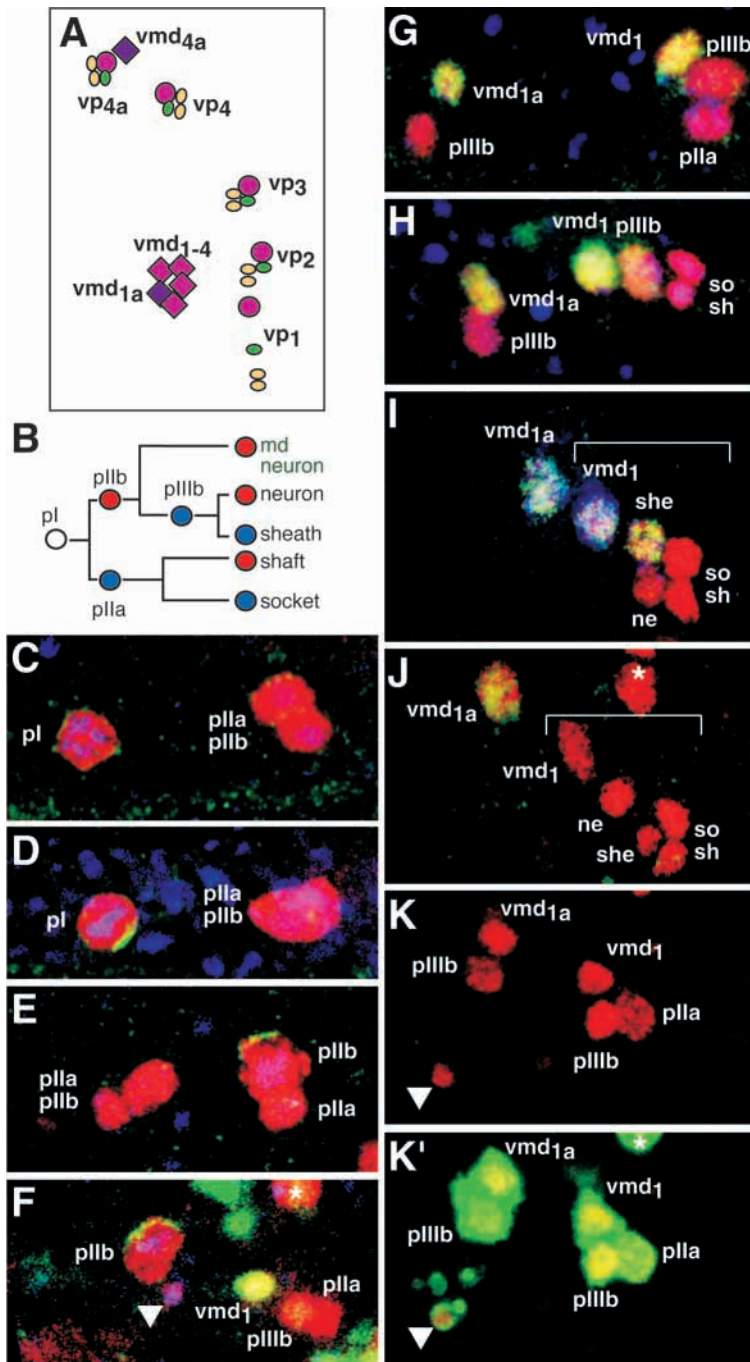 A
vmd4a
vp4a
vp4
vp3
vmd1-4
vp2
vmd1a
vp1
B
md
neuron
pIIb
pIIIb
neuron
pI
sheath
shaft
pIIa
socket
C
pI
pIIa
pIIb
D
pI
pIIa
pIIb
E
pIIa
pIIb
pIIb
pIIa
F
*
pIIb
pIIa
vmd1
pIIIb
G
vmd1
pIIIb
vmd1a
pIIIb
pIIa
H
vmd1 pIIIb
vmd1a
so
sh
pIIIb
I
vmd1a
vmd1
she
so
sh
ne
J
*
vmd1a
vmd1
ne
she
so
sh
K
vmd1a
vmd1
pIIIb
pIIa
pIIIb
K'
*
vmd1a
vmd1
pIIIb
pIIa
pIIIb